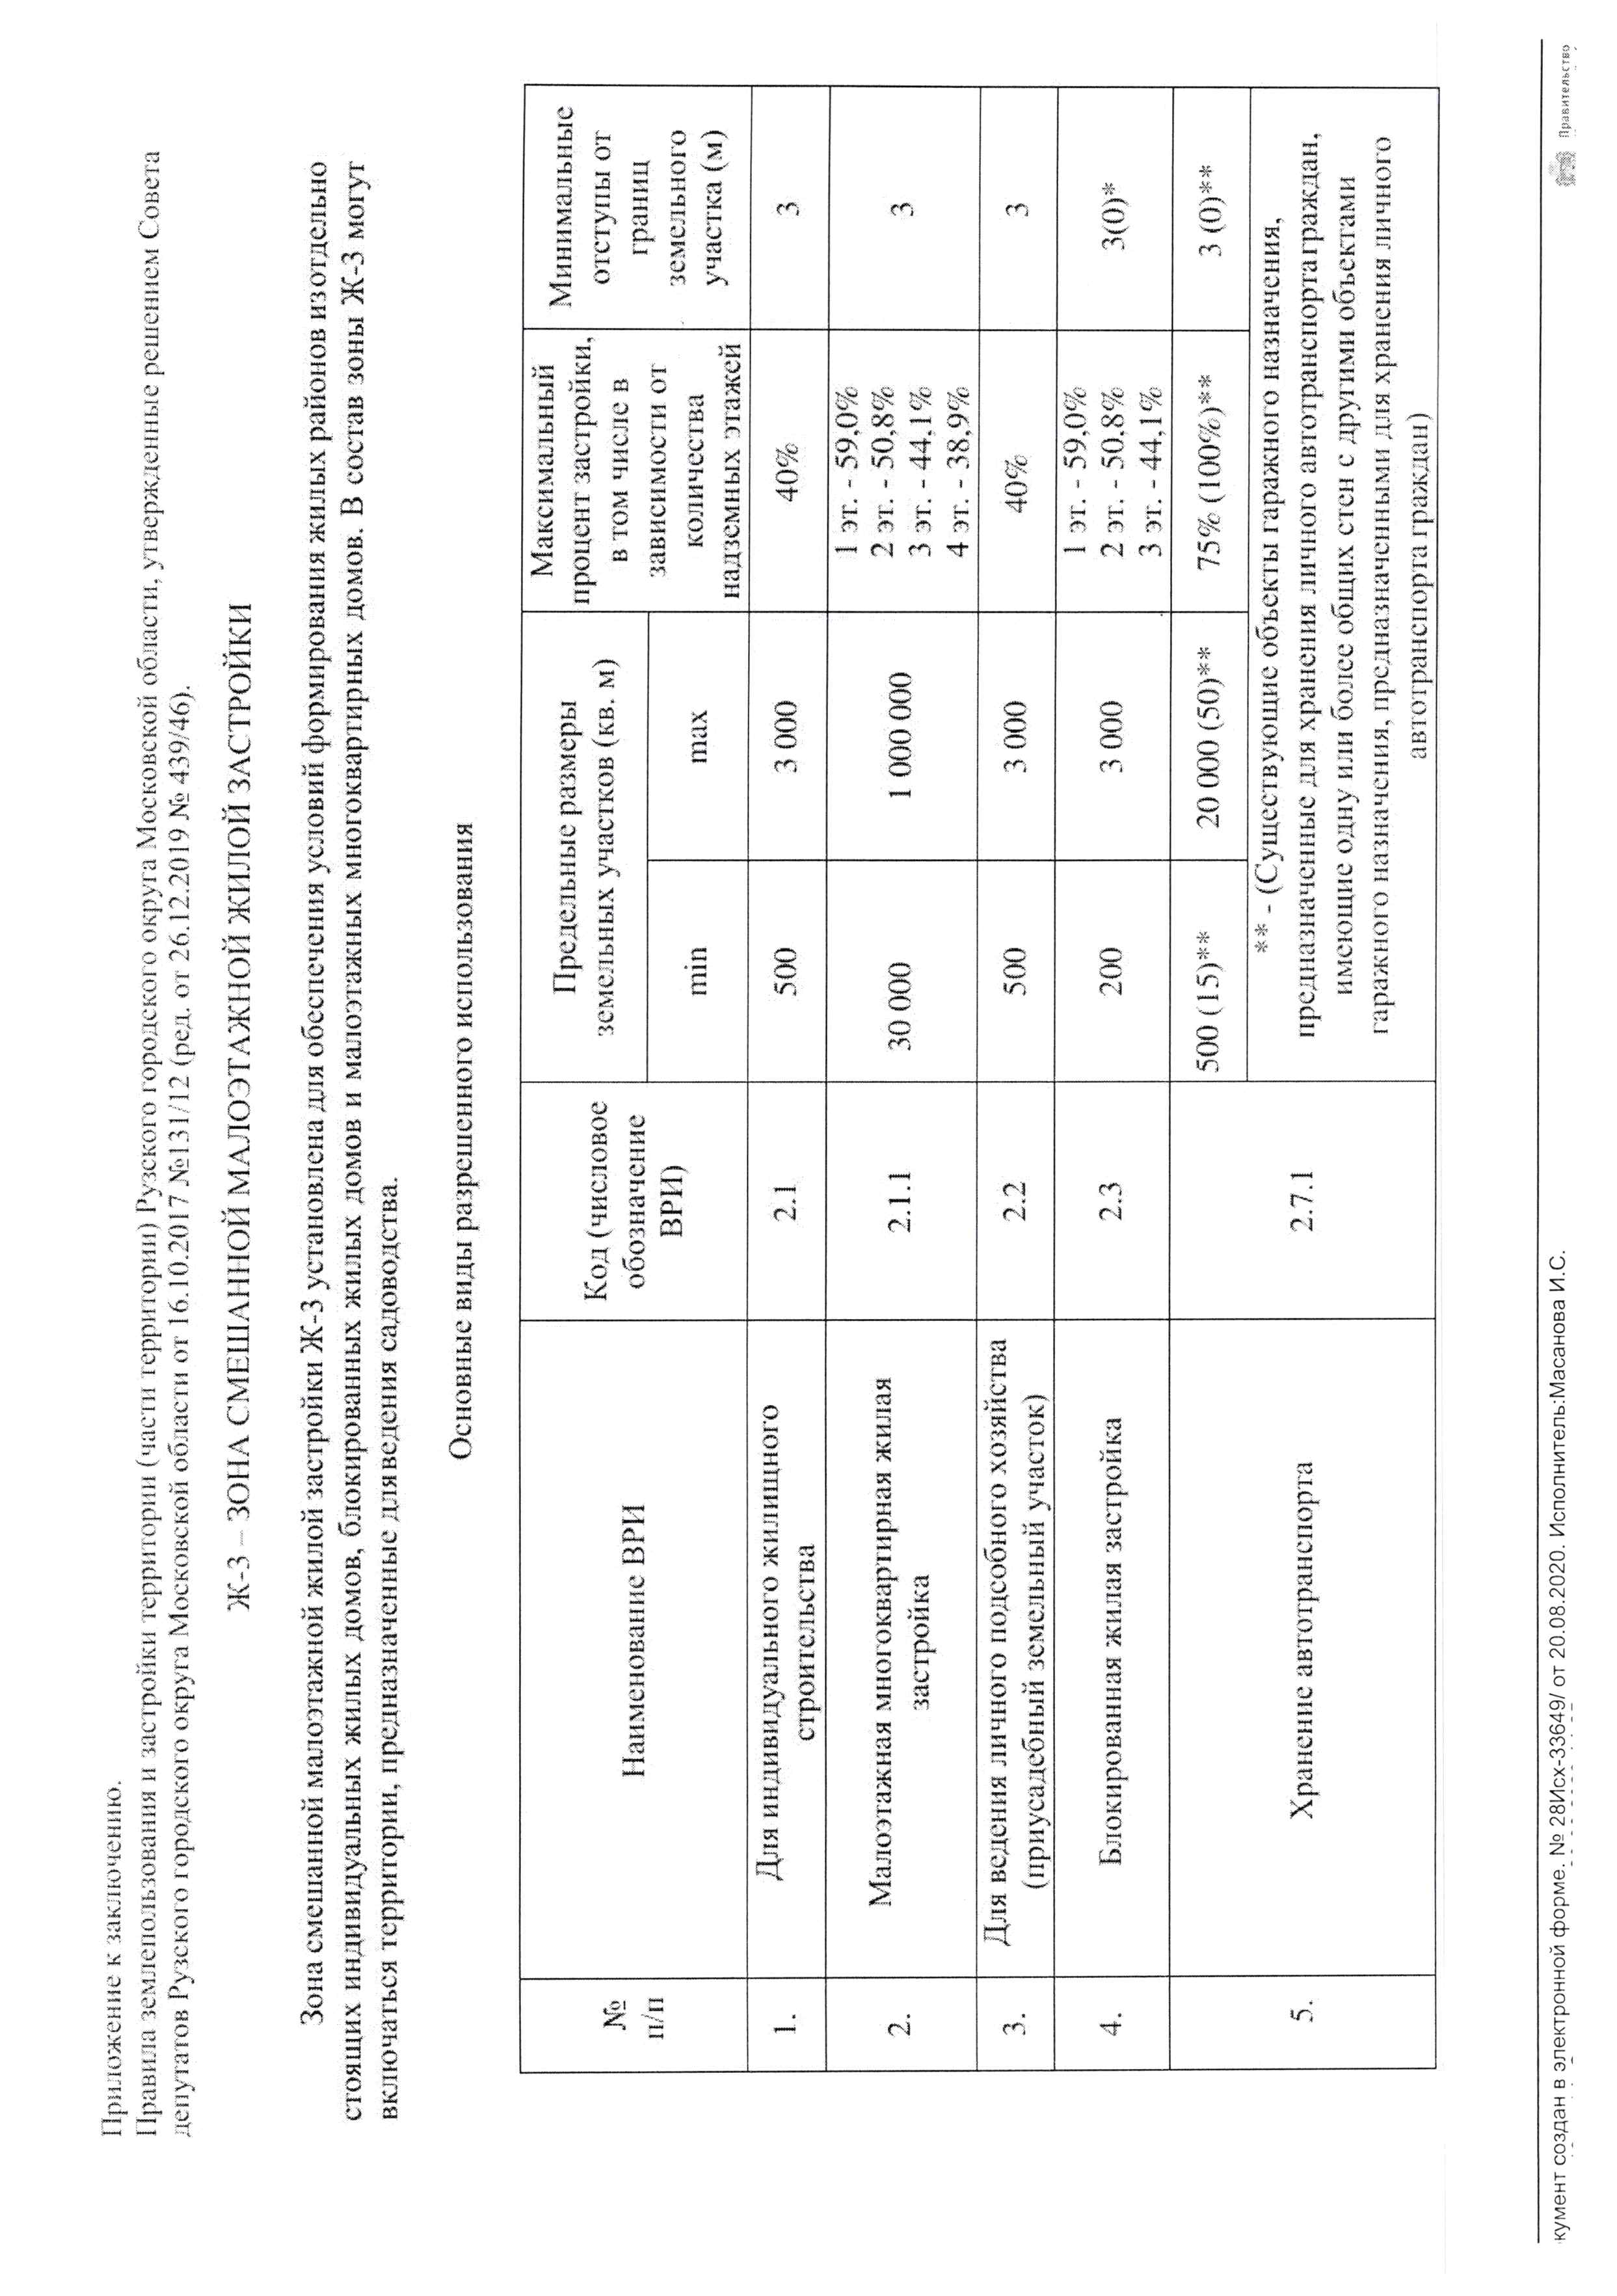 Приложение к заключению.
Правила землепользования и застройки территории (части территории) Рузского городского округа Московской области, утвержденные решением Совета
депутатов Рузского городского округа Московской области от 16.10.2017 №131/12 (ред. от 26.12.2019 № 439/46).
Ж-3 – ЗОНА СМЕШАННОЙ МАЛОЭТАЖНОЙ ЖИЛОЙ ЗАСТРОЙКИ
Зона смешанной малоэтажной жилой застройки Ж-3 установлена для обеспечения условий формирования жилых районов из отдельно
стоящих индивидуальных жилых домов, блокированных жилых домов и малоэтажных многоквартирных домов. В состав зоны Ж-3 могут
включаться территории, предназначенные для ведения садоводства.
Основные виды разрешенного использования
№
п/п
Наименование ВРИ
Код (числовое
обозначение
ВРИ)
Предельные размеры
земельных участков (кв. м)
min
max
Максимальный
процент застройки,
в том числе в
зависимости от
количества
надземных этажей
Минимальные
отступы от
границ
земельного
участка (м)
1.
Для индивидуального жилищного
строительства
2.1
500
3 000
40%
3
2.
Малоэтажная многоквартирная жилая
застройка
2.1.1
30 000
1 000 000
1 эт. - 59,0%
2 эт. - 50,8%
3 эт. - 44,1%
4 эт. - 38,9%
3
3.
Для ведения личного подсобного хозяйства
(приусадебный земельный участок)
2.2
500
3 000
40%
3
4.
Блокированная жилая застройка
2.3
200
3 000
1 эт. - 59,0%
2 эт. - 50,8%
3 эт. - 44,1%
3(0)*
5.
Хранение автотранспорта
2.7.1
500 (15)**
20 000 (50)**
75% (100%)**
3 (0)**
** - (Существующие объекты гаражного назначения,
предназначенные для хранения личного автотранспорта граждан,
имеющие одну или более общих стен с другими объектами
гаражного назначения, предназначенными для хранения личного
автотранспорта граждан)
кумент создан в электронной форме. № 28Исх-33649/ от 20.08.2020. Исполнитель:Масанова И.С.
Правительство